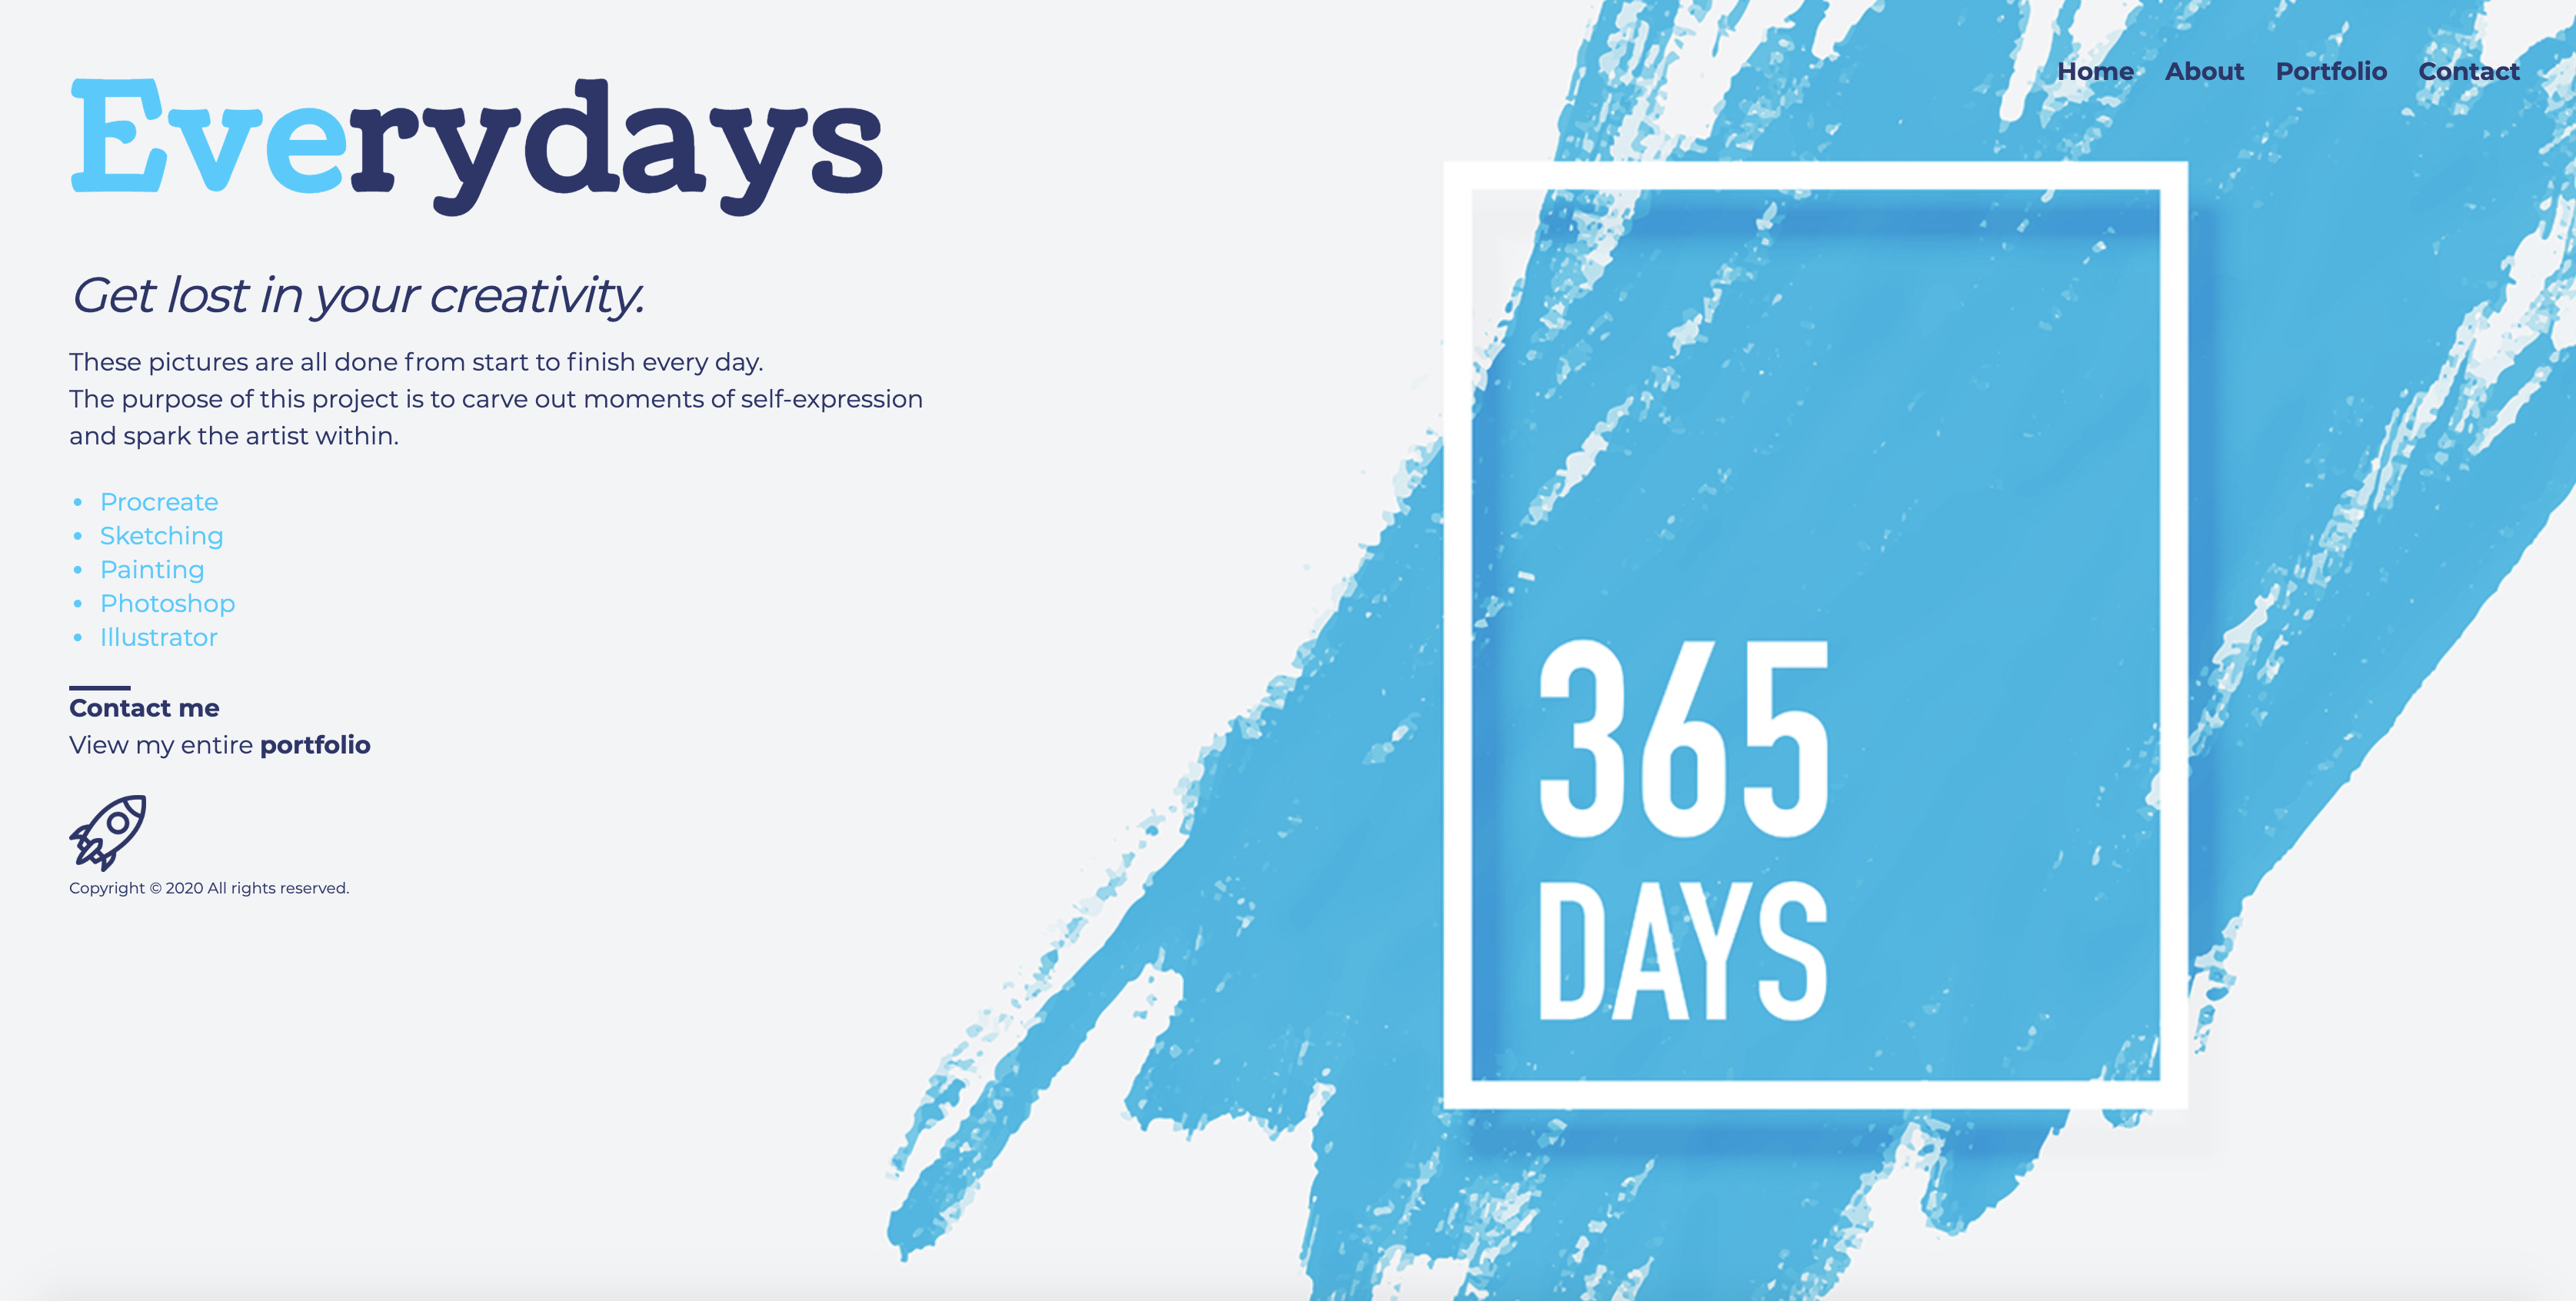 Everydays
Home About Portfolio Contact
Get lost in your creativity.
These pictures are all done from start to finish every day.
The purpose of this project is to carve out moments of self-expression
and spark the artist within.
• Procreate
• Sketching
• Painting
• Photoshop
• Illustrator
Contact me
View my entire portfolio
Copyright © 2020 All rights reserved.
365
DAYS